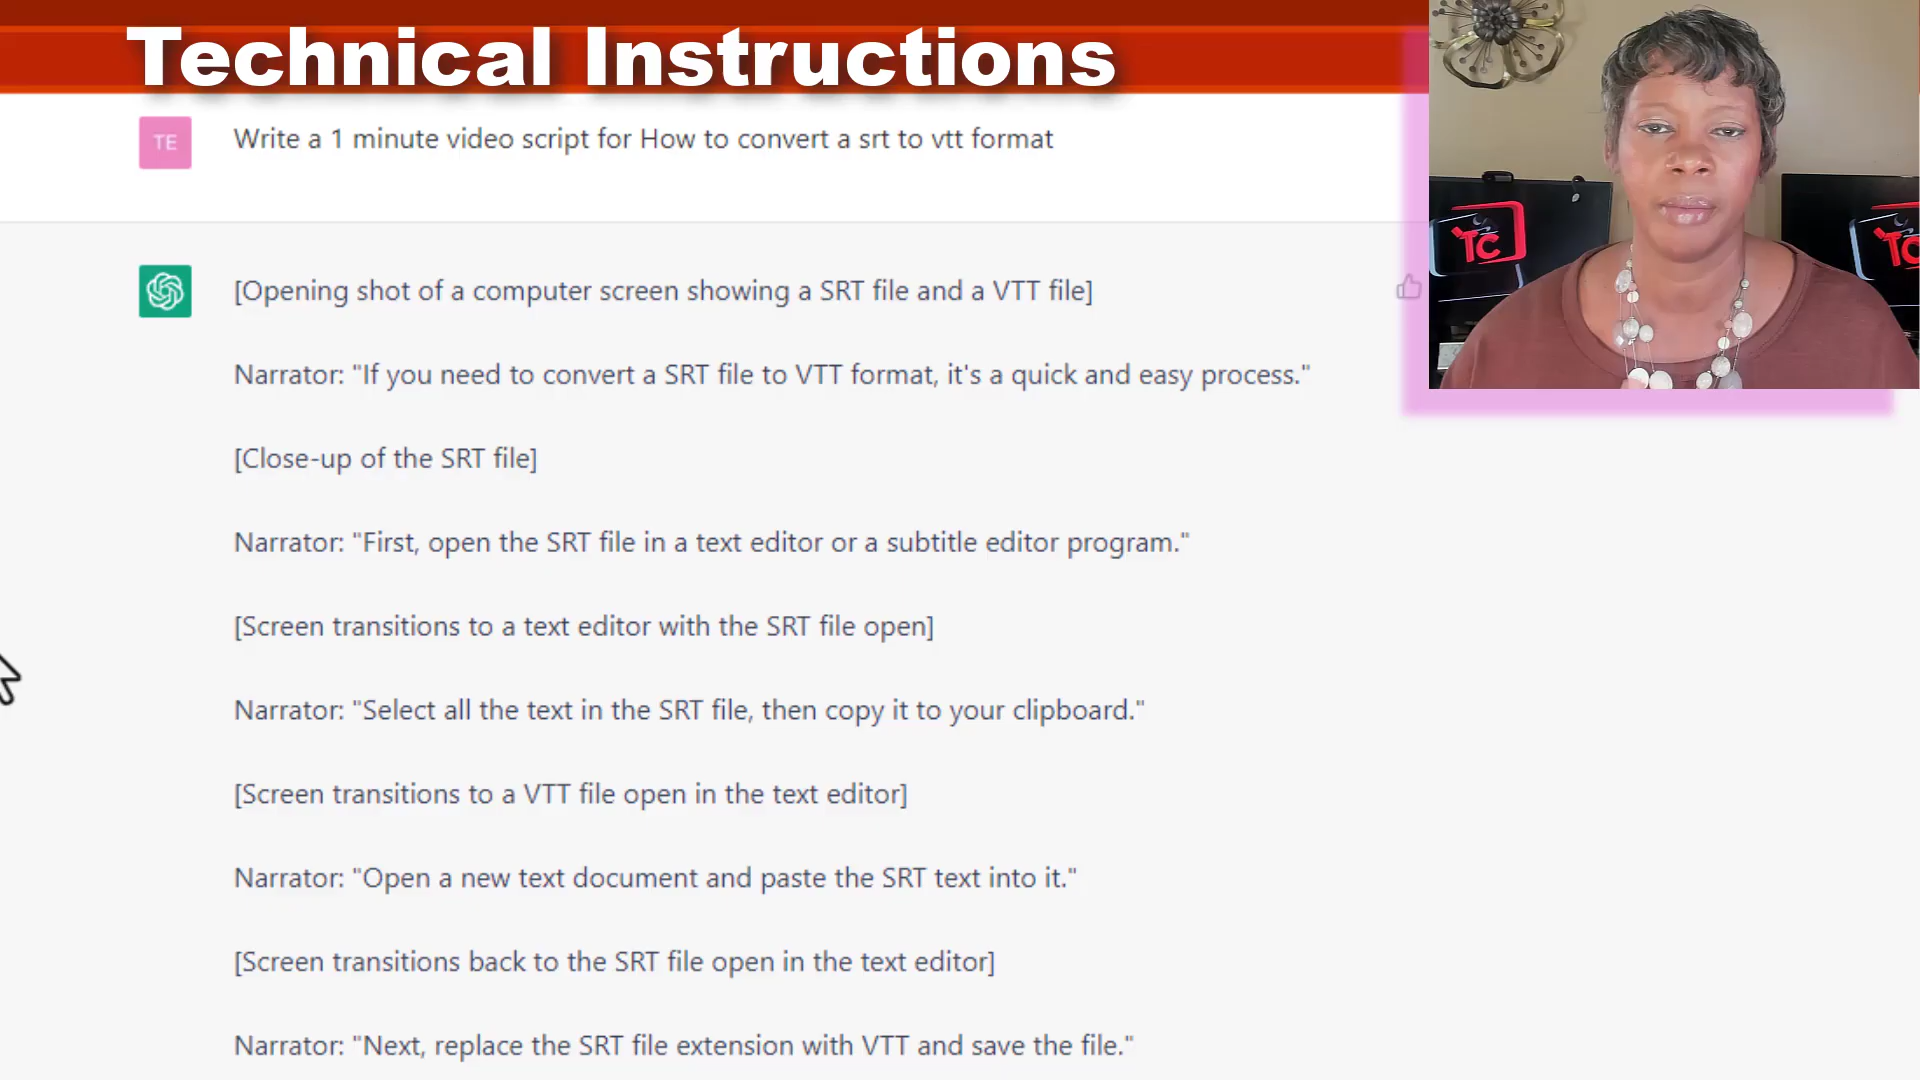 Technical Instructions
TE
Write a 1 minute video script for How to convert a srt to vtt format
[Opening shot of a computer screen showing a SRT file and a VTT file]
Narrator: "If you need to convert a SRT file to VTT format, it's a quick and easy process."
[Close-up of the SRT file]
Narrator: "First, open the SRT file in a text editor or a subtitle editor program."
[Screen transitions to a text editor with the SRT file open]
Narrator: "Select all the text in the SRT file, then copy it to your clipboard."
[Screen transitions to a VTT file open in the text editor]
Narrator: "Open a new text document and paste the SRT text into it."
[Screen transitions back to the SRT file open in the text editor]
Narrator: "Next, replace the SRT file extension with VTT and save the file."
TC
TC